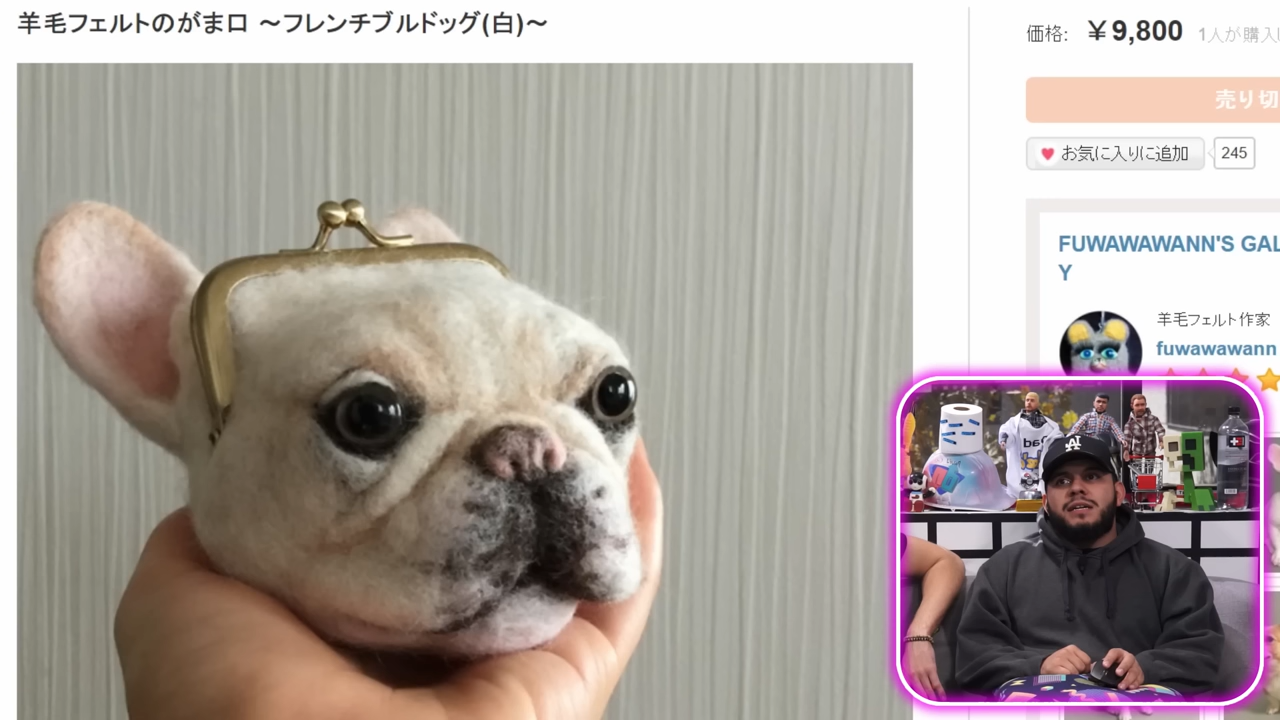 羊毛フェルトのがま口 〜フレンチブルドッグ(白)〜
価格: ¥9,800 1人が購入
売り切
お気に入りに追加 245
FUWAWAWANN'S GAL
Y
羊毛フェルト作家
fuwawawann